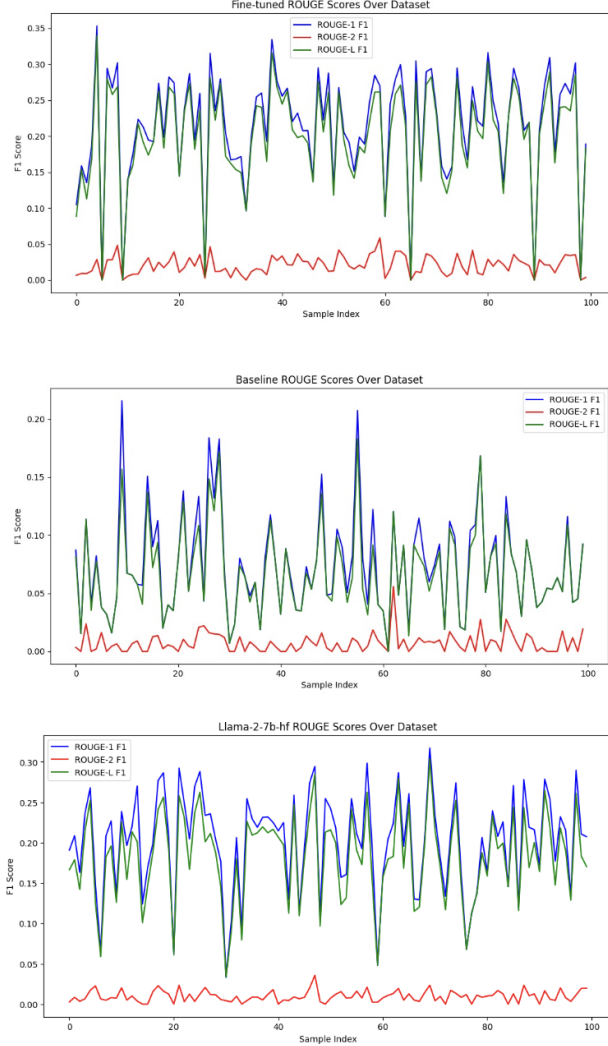 Fine-tuned ROUGE Scores Over Dataset
ROUGE-1 F1
ROUGE-2 F1
ROUGE-L F1
F1 Score
0.35
0.30
0.25
0.20
0.15
0.10
0.05
0.00
0 20 40 60 80 100
Sample Index
Baseline ROUGE Scores Over Dataset
ROUGE-1 F1
ROUGE-2 F1
ROUGE-L F1
F1 Score
0.20
0.15
0.10
0.05
0.00
0 20 40 60 80 100
Sample Index
Llama-2-7b-hf ROUGE Scores Over Dataset
ROUGE-1 F1
ROUGE-2 F1
ROUGE-L F1
F1 Score
0.30
0.25
0.20
0.15
0.10
0.05
0.00
0 20 40 60 80 100
Sample Index